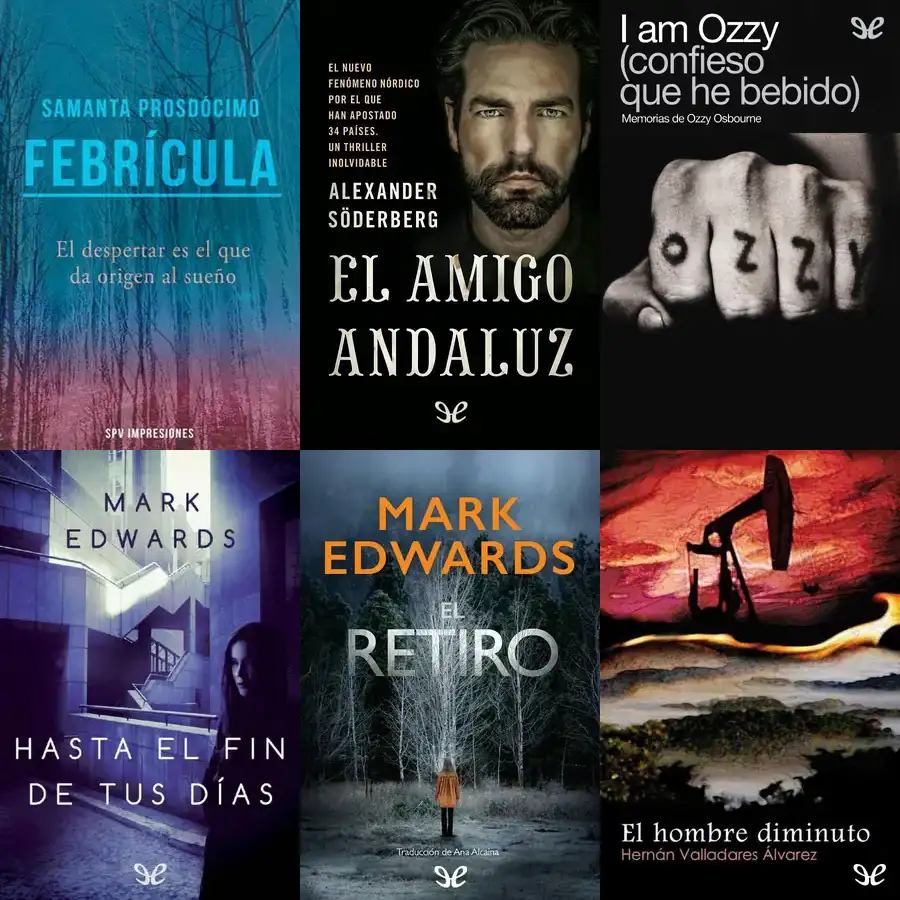 SAMANTA PROSDÓCIMO
FEBRÍCULA
El despertar es el que
da origen al sueño
SPV IMPRESIONES
EL NUEVO
FENÓMENO NÓRDICO
POR EL QUE
HAN APOSTADO
34 PAÍSES.
UN THRILLER
INOLVIDABLE
ALEXANDER
SÖDERBERG
EL AMIGO
ANDALUZ
I am Ozzy
(confieso
que he bebido)
Memorias de Ozzy Osbourne
OZZY
MARK
EDWARDS
HASTA EL FIN
DE TUS DÍAS
MARK
EDWARDS
EL
RETIRO
Traducción de Ana Alcaina
El hombre diminuto
Hernán Valladares Álvarez